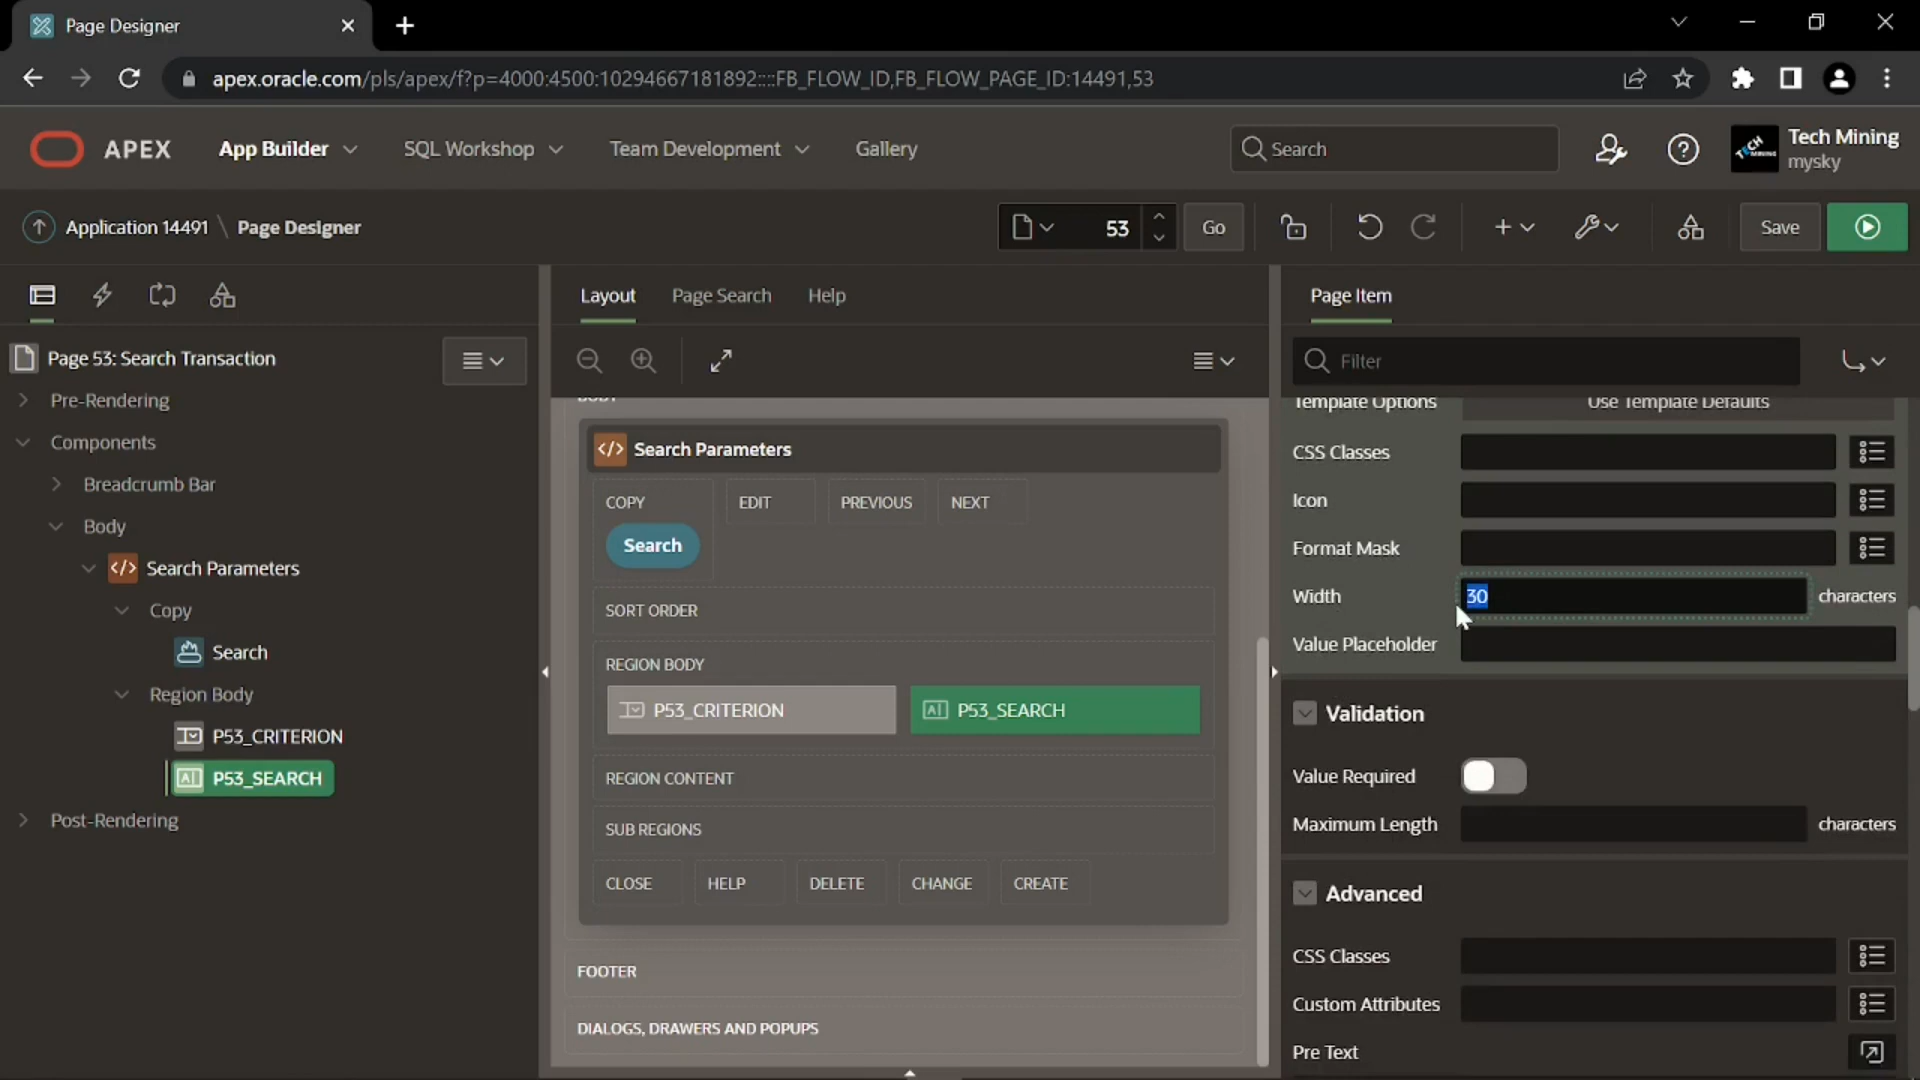 Page Designer
apex.oracle.com/pls/apex/f?p=4000:4500:10294667181892::::FB_FLOW_ID,FB_FLOW_PAGE_ID:14491,53
APEX App Builder SQL Workshop Team Development Gallery Search Tech Mining
mysky
Application 14491 \ Page Designer 53 Go Save
Layout Page Search Help Page Item
Page 53: Search Transaction Filter
Pre-Rendering BODY Template Options Use Template Defaults
Components Search Parameters CSS Classes
Breadcrumb Bar COPY EDIT PREVIOUS NEXT Icon
Body Search Format Mask
Search Parameters Width 30 characters
Copy SORT ORDER Value Placeholder
Search REGION BODY
Region Body P53_CRITERION P53_SEARCH Validation
P53_CRITERION REGION CONTENT Value Required
P53_SEARCH SUB REGIONS Maximum Length characters
Post-Rendering CLOSE HELP DELETE CHANGE CREATE Advanced
FOOTER CSS Classes
DIALOGS, DRAWERS AND POPUPS Custom Attributes
Pre Text